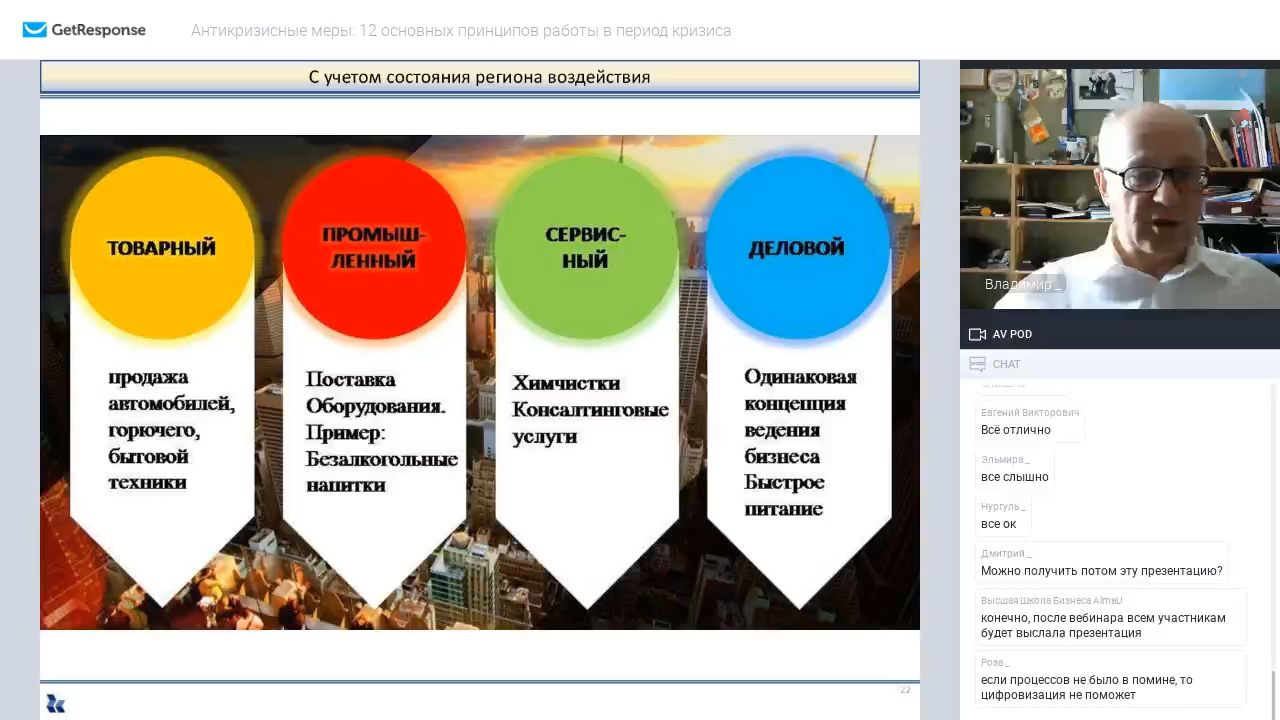 GetResponse
Антикризисные меры: 12 основных принципов работы в период кризиса
С учетом состояния региона воздействия
ТОВАРНЫЙ
продажа
автомобилей,
горючего,
бытовой
техники
ПРОМЫШ-
ЛЕННЫЙ
Поставка
Оборудования.
Пример:
Безалкогольные
напитки
СЕРВИС-
НЫЙ
Химчистки
Консалтинговые
услуги
ДЕЛОВОЙ
Одинаковая
концепция
ведения
бизнеса
Быстрое
питание
22
Владимир _
AV POD
CHAT
Евгений Викторович
Всё отлично
Эльмира _
все слышно
Нургуль _
все ок
Дмитрий _
Можно получить потом эту презентацию?
Высшая Школа Бизнеса AlmaU
конечно, после вебинара всем участникам
будет выслала презентация
Роза _
если процессов не было в помине, то
цифровизация не поможет